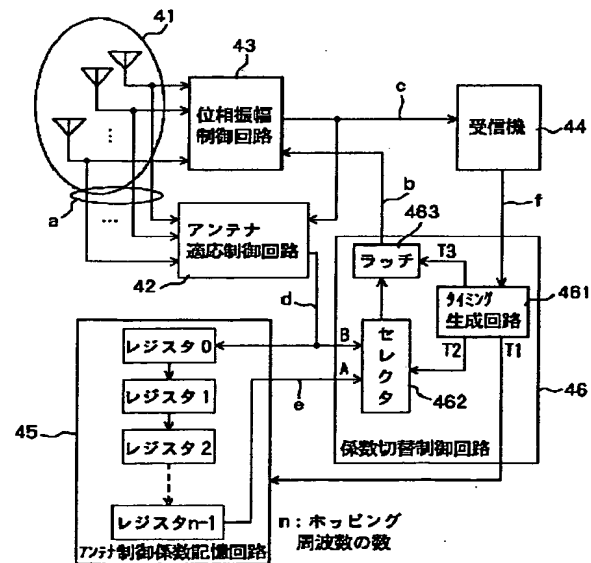 41
43
位相振幅
制御回路
c
受信機
44
a
b
f
アンテナ
適応制御回路
42
d
463
ラッチ
T3
タイミング
生成回路
461
T2
T1
B
A
セレクタ
462
46
係数切替制御回路
45
レジスタ0
レジスタ1
レジスタ2
レジスタn-1
e
アンテナ制御係数記憶回路
n:ホッピング
周波数の数